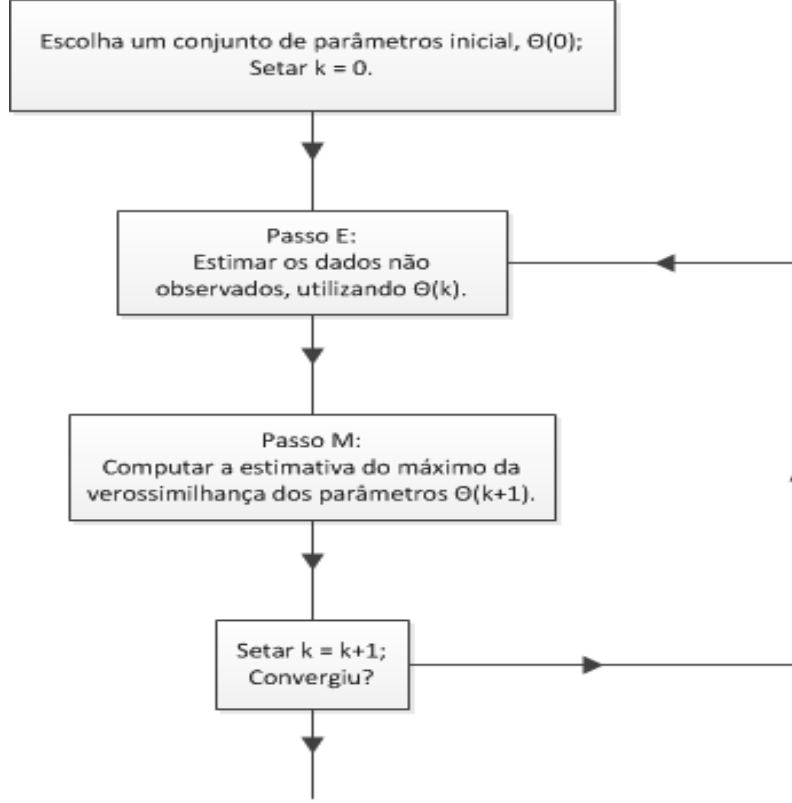 Escolha um conjunto de parâmetros inicial, Θ(0);
Setar k = 0.
Passo E:
Estimar os dados não
observados, utilizando Θ(k).
Passo M:
Computar a estimativa do máximo da
verossimilhança dos parâmetros Θ(k+1).
Setar k = k+1;
Convergiu?